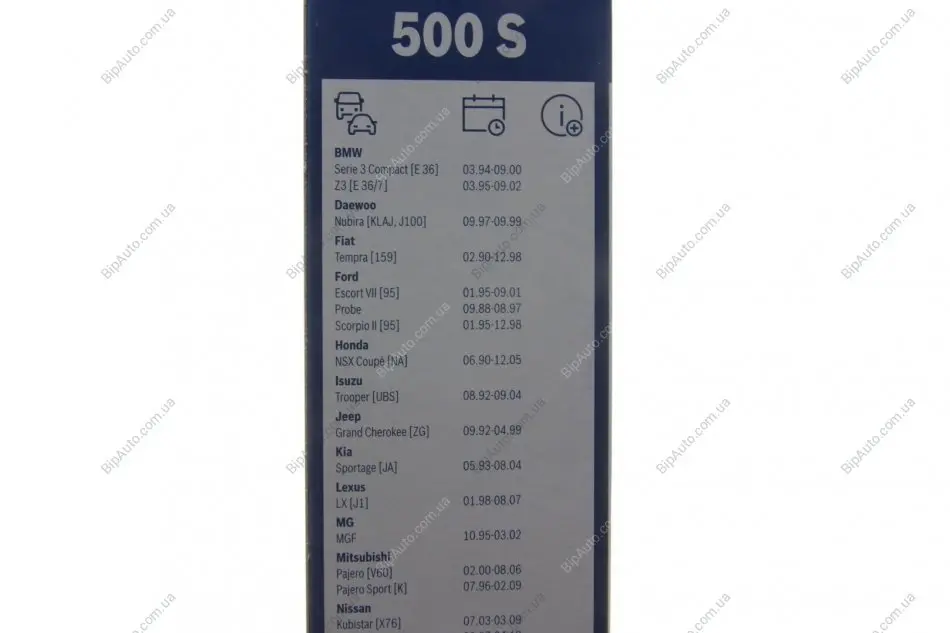 500 S
BMW
Serie 3 Compact [E 36] 03.94-09.00
Z3 [E 36/7] 03.95-09.02
Daewoo
Nubira [KLAJ, J100] 09.97-09.99
Fiat
Tempra [159] 02.90-12.98
Ford
Escort VII [95] 01.95-09.01
Probe 09.88-08.97
Scorpio II [95] 01.95-12.98
Honda
NSX Coupé [NA] 06.90-12.05
Isuzu
Trooper [UBS] 08.92-09.04
Jeep
Grand Cherokee [ZG] 09.92-04.99
Kia
Sportage [JA] 05.93-08.04
Lexus
LX [J1] 01.98-08.07
MG
MGF 10.95-03.02
Mitsubishi
Pajero [V60] 02.00-08.06
Pajero Sport [K] 07.96-02.09
Nissan
Kubistar [X76] 07.03-03.09
BipAuto.com.ua